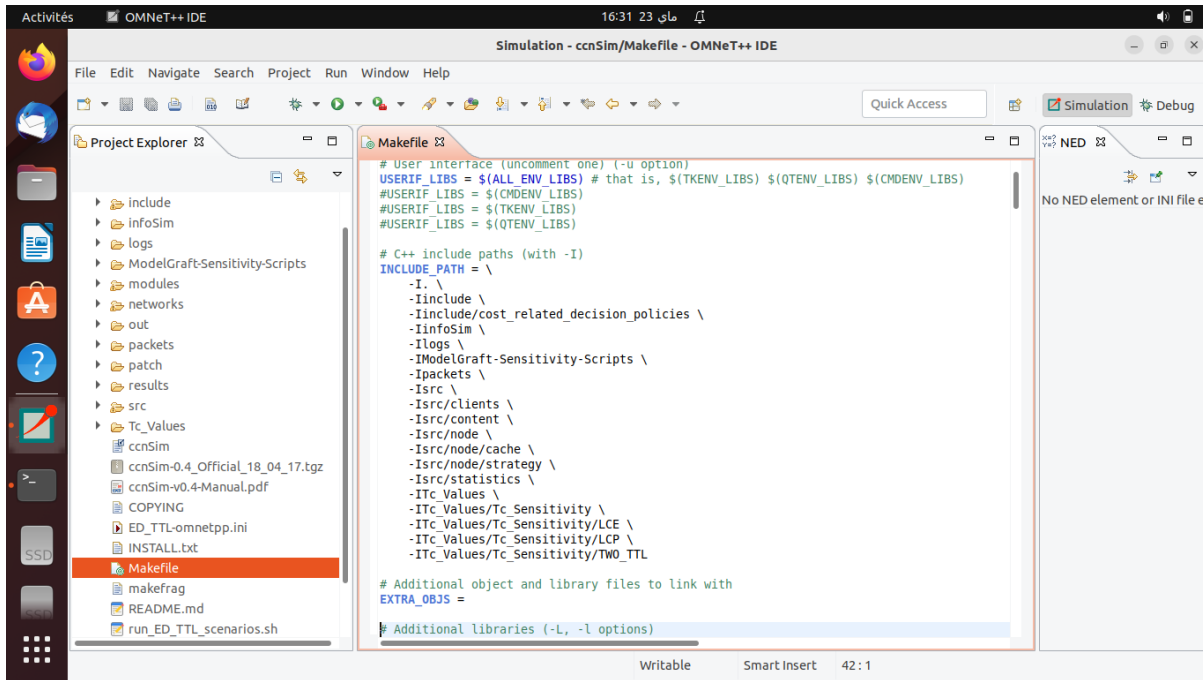 Activités OMNeT++ IDE 16:31 23 ماي
Simulation - ccnSim/Makefile - OMNeT++ IDE
File Edit Navigate Search Project Run Window Help
Quick Access Simulation Debug
Project Explorer
include
infoSim
logs
ModelGraft-Sensitivity-Scripts
modules
networks
out
packets
patch
results
src
Tc_Values
ccnSim
ccnSim-0.4_Official_18_04_17.tgz
ccnSim-v0.4-Manual.pdf
COPYING
ED_TTL-omnetpp.ini
INSTALL.txt
Makefile
makefrag
README.md
run_ED_TTL_scenarios.sh
Makefile
# User interface (uncomment one) (-u option)
USERIF_LIBS = $(ALL_ENV_LIBS) # that is, $(TKENV_LIBS) $(QTENV_LIBS) $(CMDENV_LIBS)
#USERIF_LIBS = $(CMDENV_LIBS)
#USERIF_LIBS = $(TKENV_LIBS)
#USERIF_LIBS = $(QTENV_LIBS)
# C++ include paths (with -I)
INCLUDE_PATH = \
-I. \
-Iinclude \
-Iinclude/cost_related_decision_policies \
-IinfoSim \
-Ilogs \
-IModelGraft-Sensitivity-Scripts \
-Ipackets \
-Isrc \
-Isrc/clients \
-Isrc/content \
-Isrc/node \
-Isrc/node/cache \
-Isrc/node/strategy \
-Isrc/statistics \
-ITc_Values \
-ITc_Values/Tc_Sensitivity \
-ITc_Values/Tc_Sensitivity/LCE \
-ITc_Values/Tc_Sensitivity/LCP \
-ITc_Values/Tc_Sensitivity/TWO_TTL
# Additional object and library files to link with
EXTRA_OBJS =
# Additional libraries (-L, -l options)
NED
No NED element or INI file e
Writable Smart Insert 42 : 1
SSD
SSD